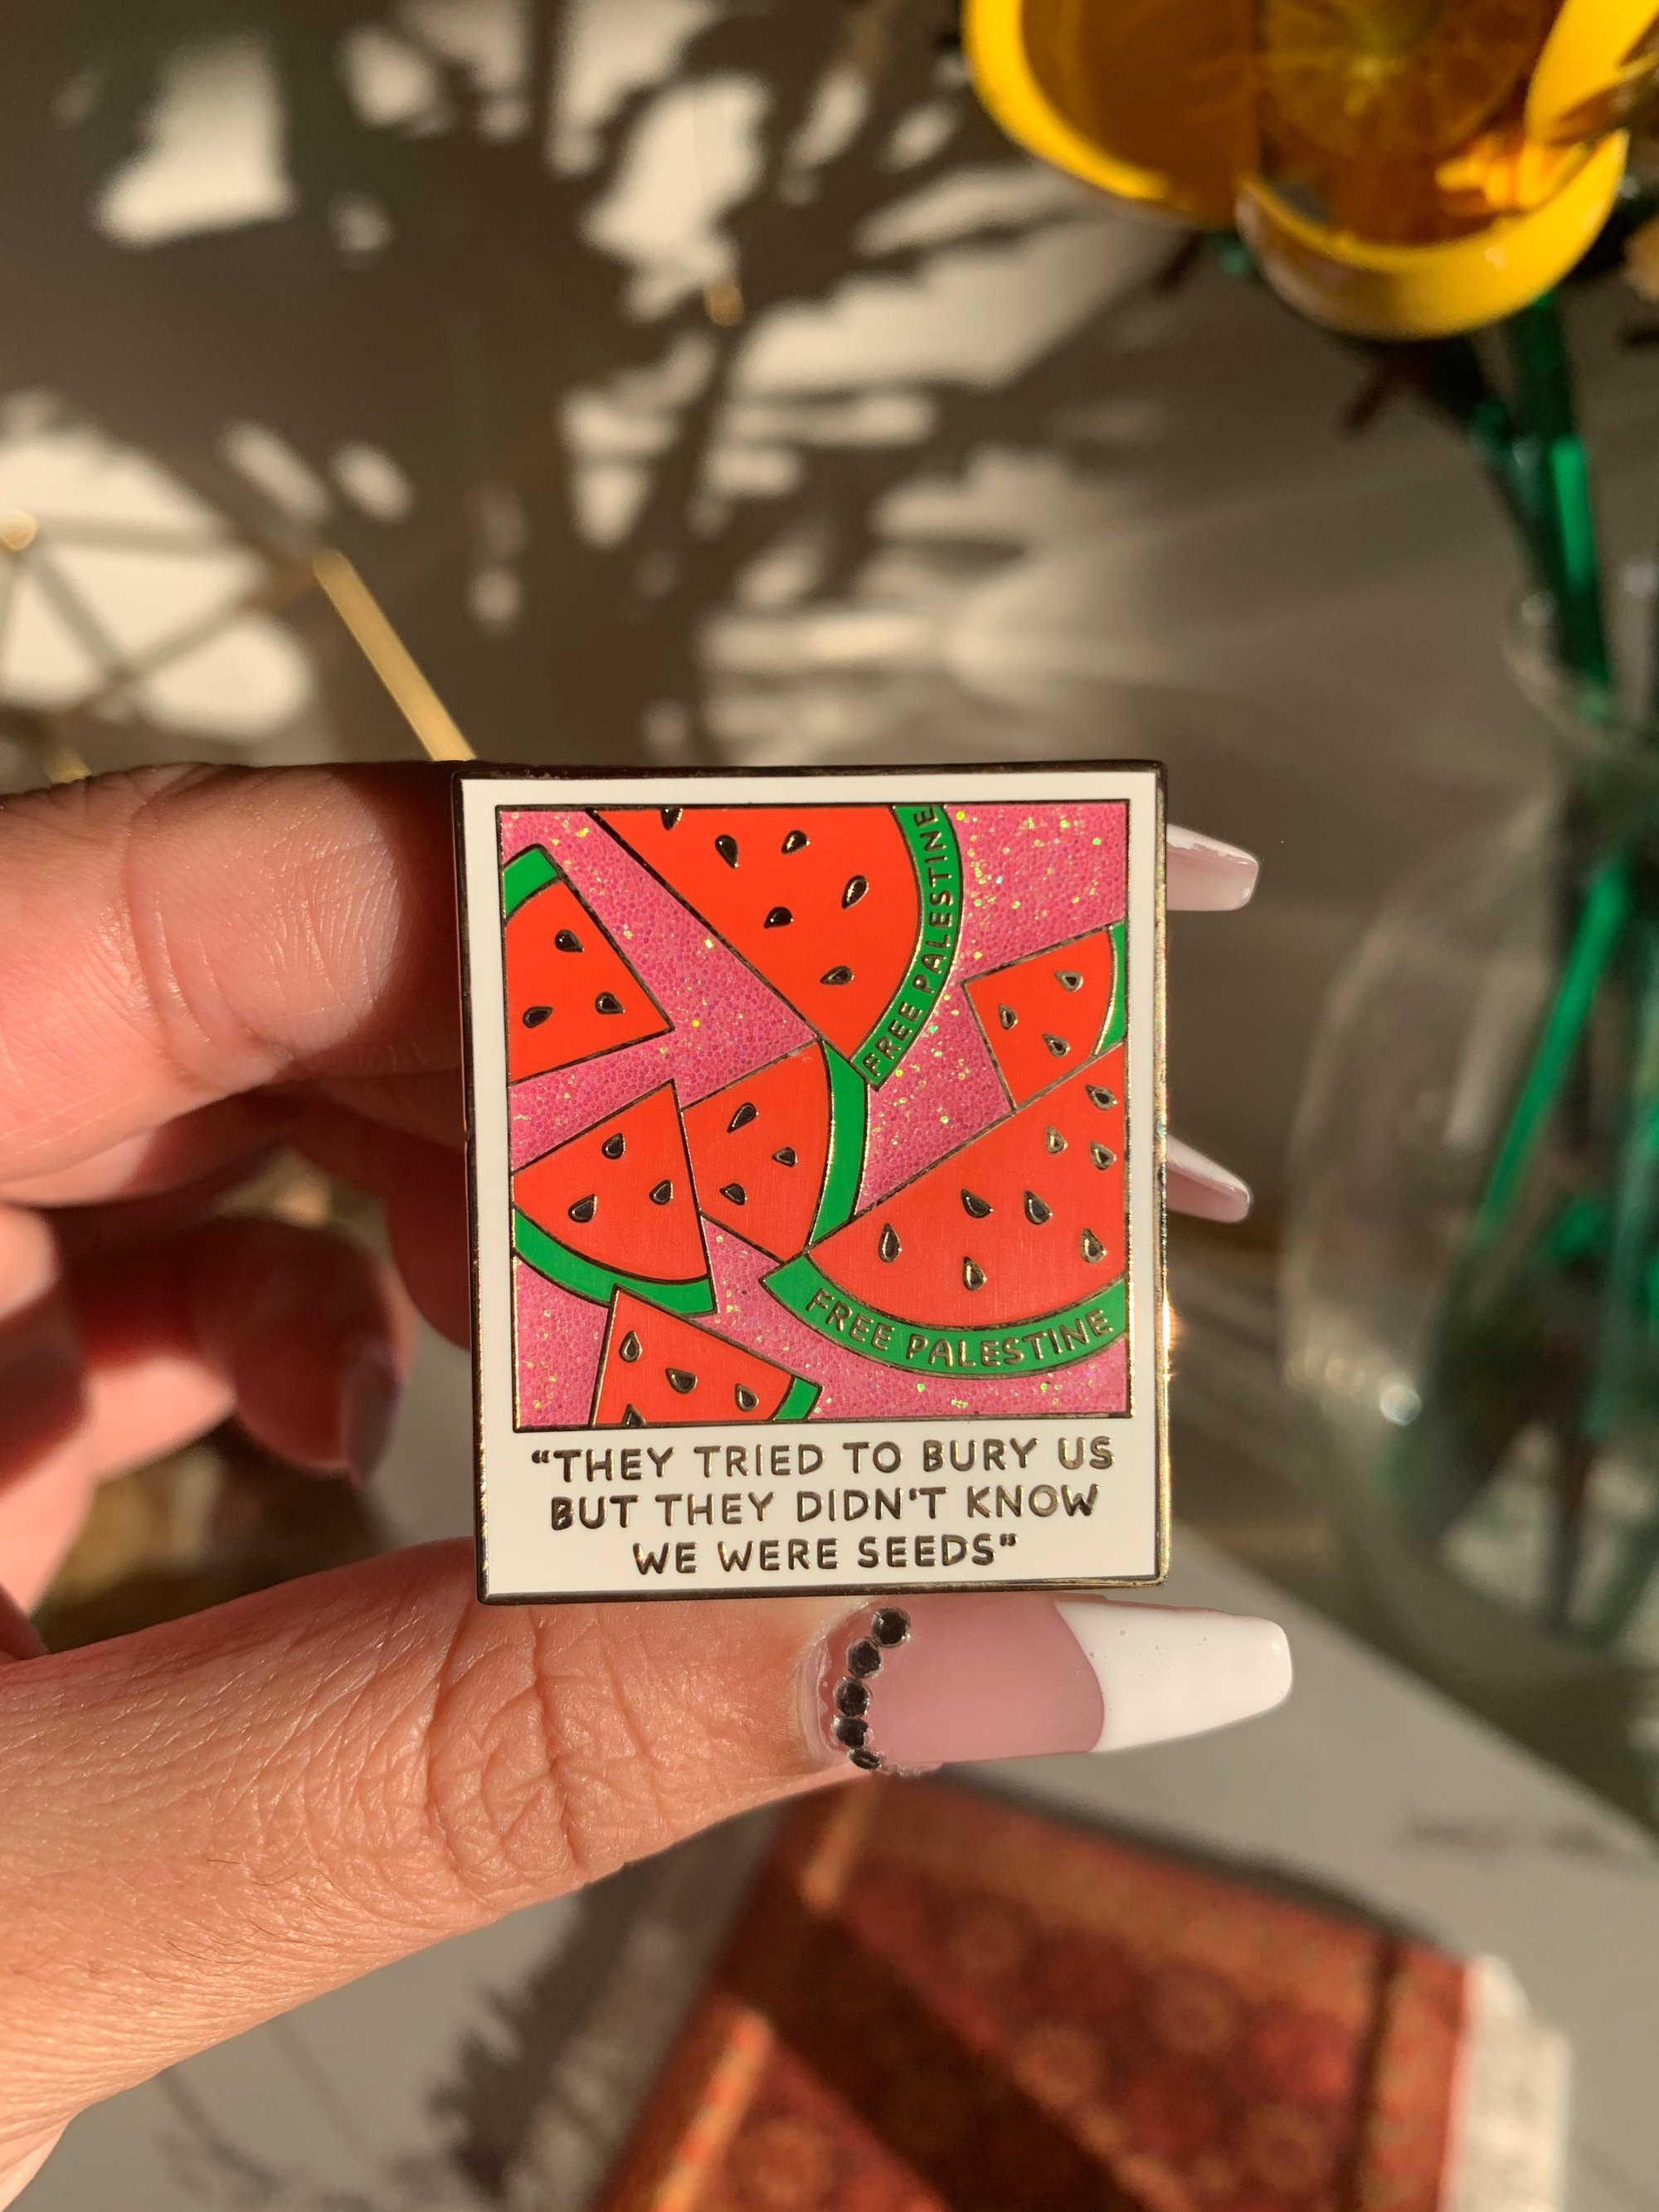 FREE PALESTINE
FREE PALESTINE
“THEY TRIED TO BURY US
BUT THEY DIDN'T KNOW
WE WERE SEEDS”